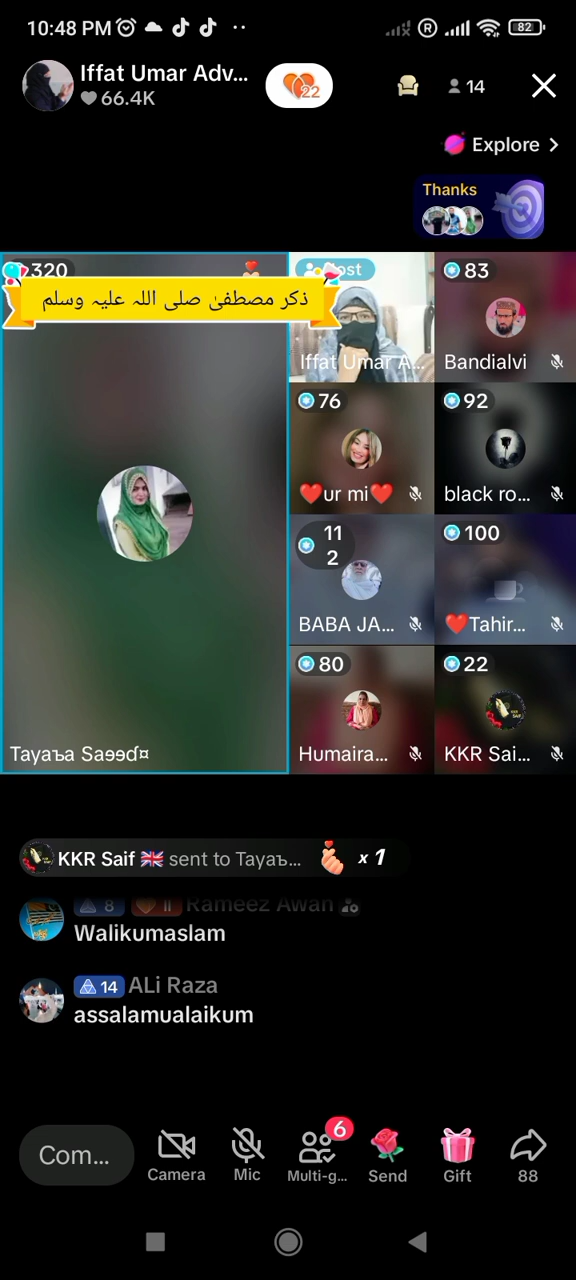 10:48 PM
82
Iffat Umar Adv...
66.4K
22
14
Explore
Thanks
320
ذکر مصطفیٰ صلی اللہ علیہ وسلم
Iffat Umar A...
83
Bandialvi
76
❤️ur mi❤️
92
black ro...
11
2
BABA JA...
100
❤️Tahir...
80
Humaira...
22
KKR Sai...
Tayaъa Saɘɘɗ¤
KKR Saif 🇬🇧 sent to Tayaъ... x 1
8 II Rameez Awan
Walikumaslam
14 ALi Raza
assalamualaikum
Com...
6
Camera
Mic
Multi-g...
Send
Gift
88